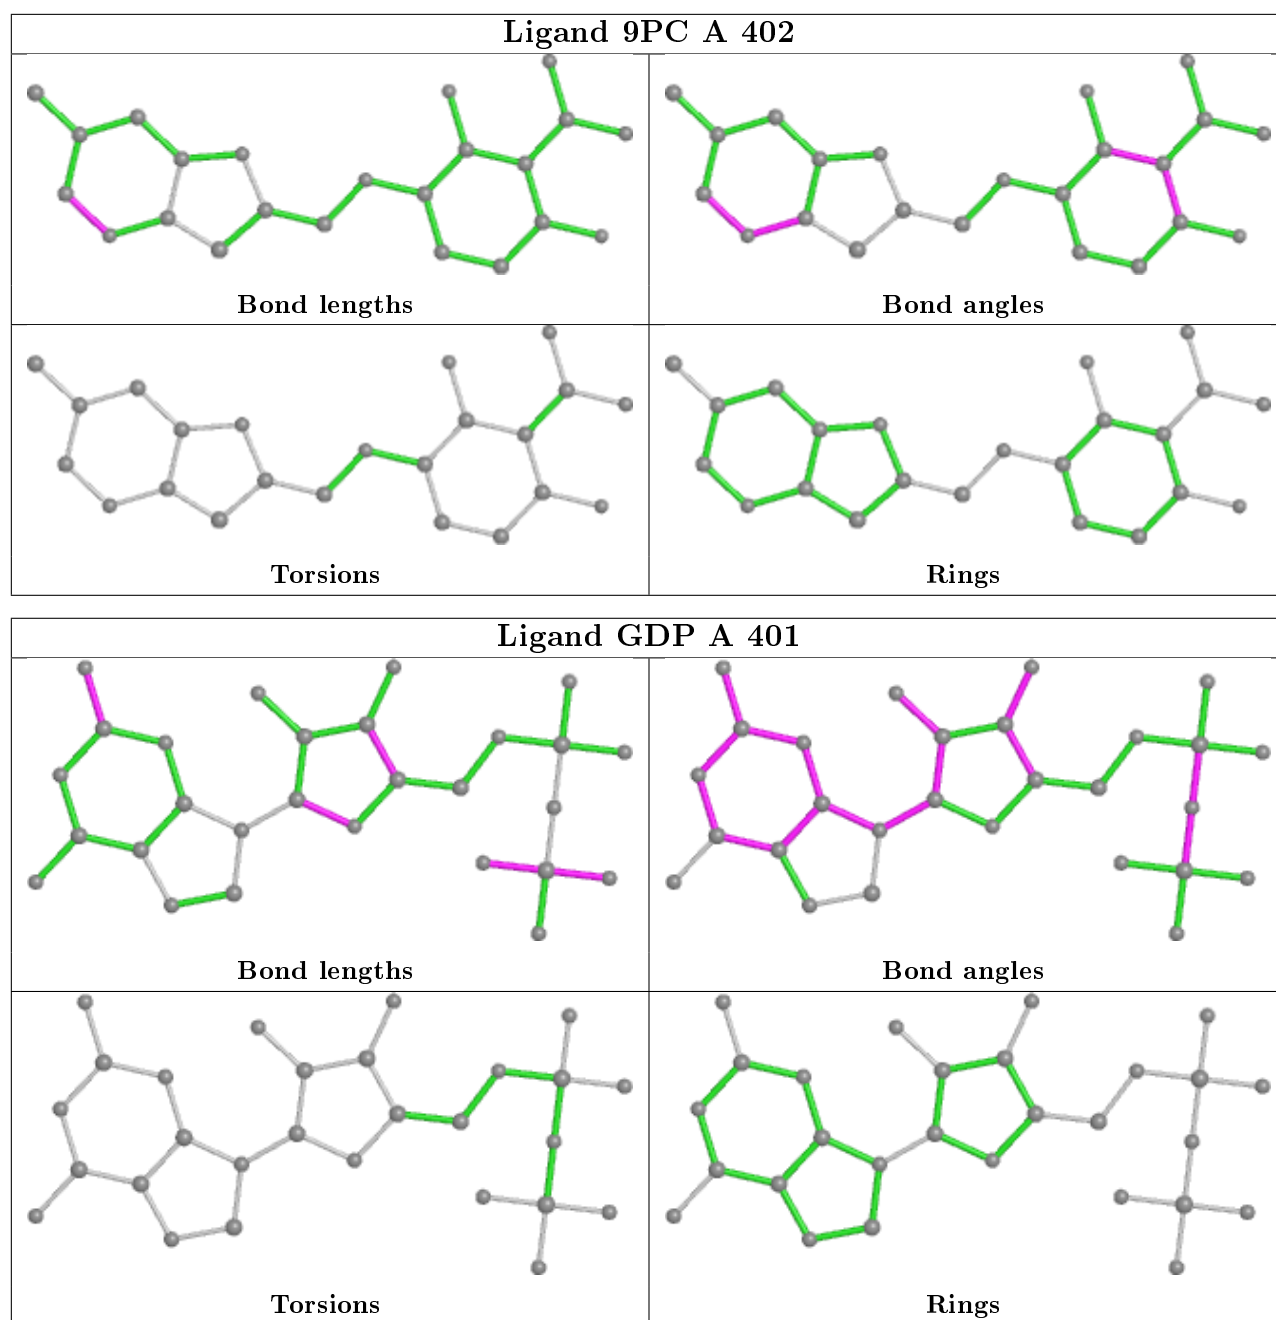 Ligand 9PC A 402
Bond lengths
Bond angles
Torsions
Rings
Ligand GDP A 401
Bond lengths
Bond angles
Torsions
Rings